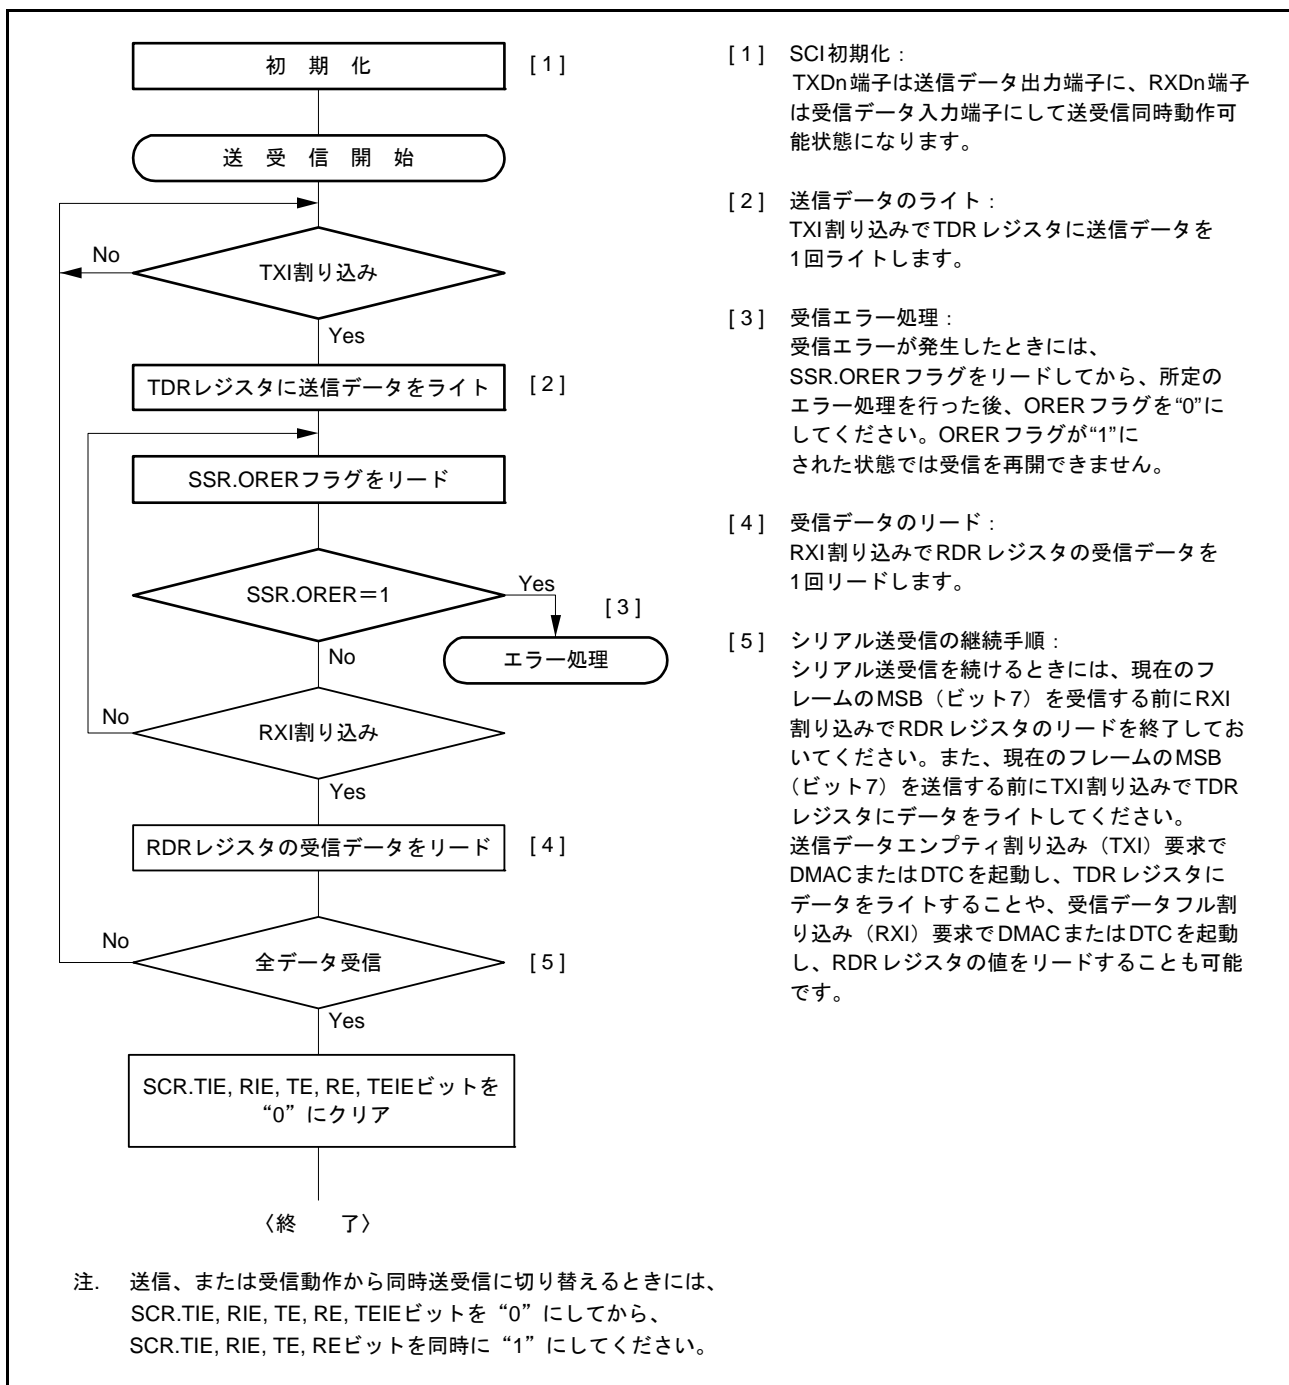 初 期 化
[ 1 ]
送 受 信 開 始
No
TXI割り込み
Yes
TDRレジスタに送信データをライト
[ 2 ]
SSR.ORERフラグをリード
SSR.ORER＝1
Yes
[ 3 ]
エラー処理
No
No
RXI割り込み
Yes
RDRレジスタの受信データをリード
[ 4 ]
No
全データ受信
[ 5 ]
Yes
SCR.TIE, RIE, TE, RE, TEIEビットを
“0”にクリア
〈終 了〉
[ 1 ] SCI初期化：
TXDn端子は送信データ出力端子に、RXDn端子
は受信データ入力端子にして送受信同時動作可
能状態になります。
[ 2 ] 送信データのライト：
TXI割り込みでTDRレジスタに送信データを
1回ライトします。
[ 3 ] 受信エラー処理：
受信エラーが発生したときには、
SSR.ORERフラグをリードしてから、所定の
エラー処理を行った後、ORERフラグを“0”に
してください。ORERフラグが“1”に
された状態では受信を再開できません。
[ 4 ] 受信データのリード：
RXI割り込みでRDRレジスタの受信データを
1回リードします。
[ 5 ] シリアル送受信の継続手順：
シリアル送受信を続けるときには、現在のフ
レームのMSB（ビット7）を受信する前にRXI
割り込みでRDRレジスタのリードを終了してお
いてください。また、現在のフレームのMSB
（ビット7）を送信する前にTXI割り込みでTDR
レジスタにデータをライトしてください。
送信データエンプティ割り込み（TXI）要求で
DMACまたはDTCを起動し、TDRレジスタに
データをライトすることや、受信データフル割
り込み（RXI）要求でDMACまたはDTCを起動
し、RDRレジスタの値をリードすることも可能
です。
注. 送信、または受信動作から同時送受信に切り替えるときには、
SCR.TIE, RIE, TE, RE, TEIEビットを“0”にしてから、
SCR.TIE, RIE, TE, REビットを同時に“1”にしてください。